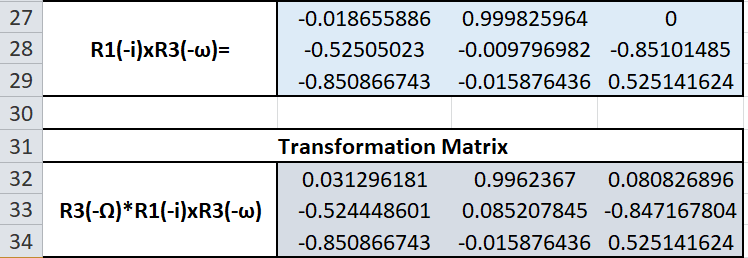 27 -0.018655886 0.999825964 0
28 R1(-i)xR3(-ω)= -0.52505023 -0.009796982 -0.85101485
29 -0.850866743 -0.015876436 0.525141624
30
31 Transformation Matrix
32 0.031296181 0.9962367 0.080826896
33 R3(-Ω)*R1(-i)xR3(-ω) -0.524448601 0.085207845 -0.847167804
34 -0.850866743 -0.015876436 0.525141624